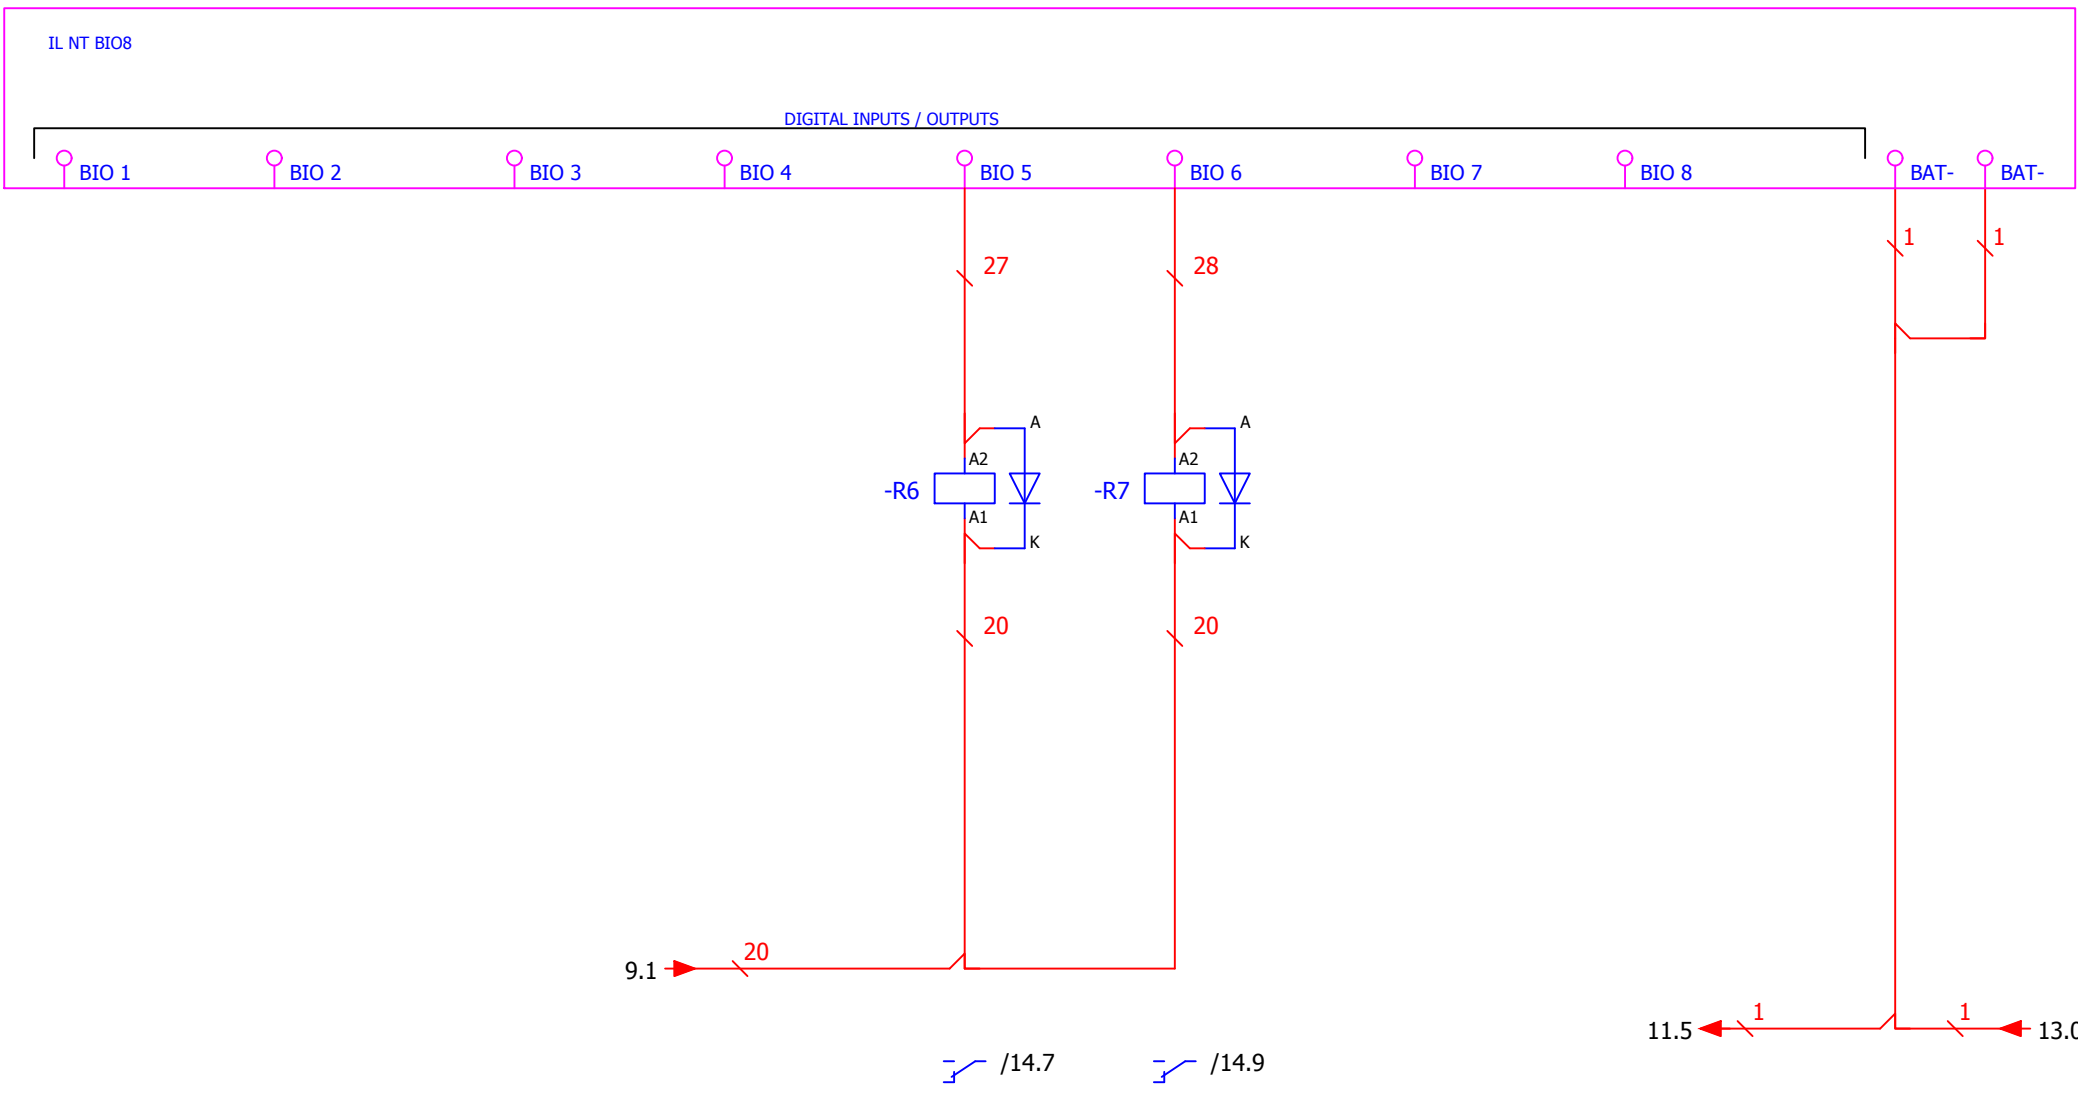 IL NT BIO8
DIGITAL INPUTS / OUTPUTS
BIO 1 BIO 2 BIO 3 BIO 4 BIO 5 BIO 6 BIO 7 BIO 8 BAT- BAT-
1 1
27 28
A A
A2 A2
-R6 -R7
A1 A1
K K
20 20
20
9.1
1 1
11.5 13.0
/14.7 /14.9